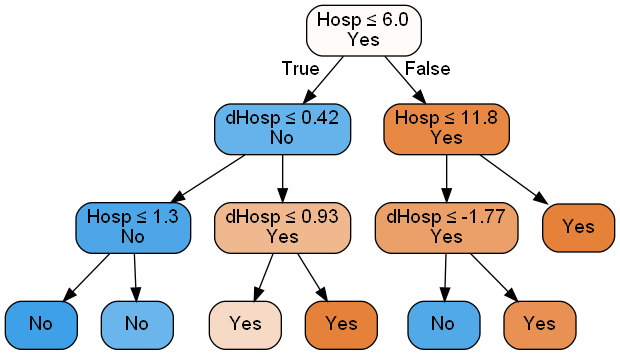 Hosp ≤ 6.0
Yes
True
False
dHosp ≤ 0.42
No
Hosp ≤ 11.8
Yes
Hosp ≤ 1.3
No
dHosp ≤ 0.93
Yes
dHosp ≤ -1.77
Yes
Yes
No
No
Yes
Yes
No
Yes